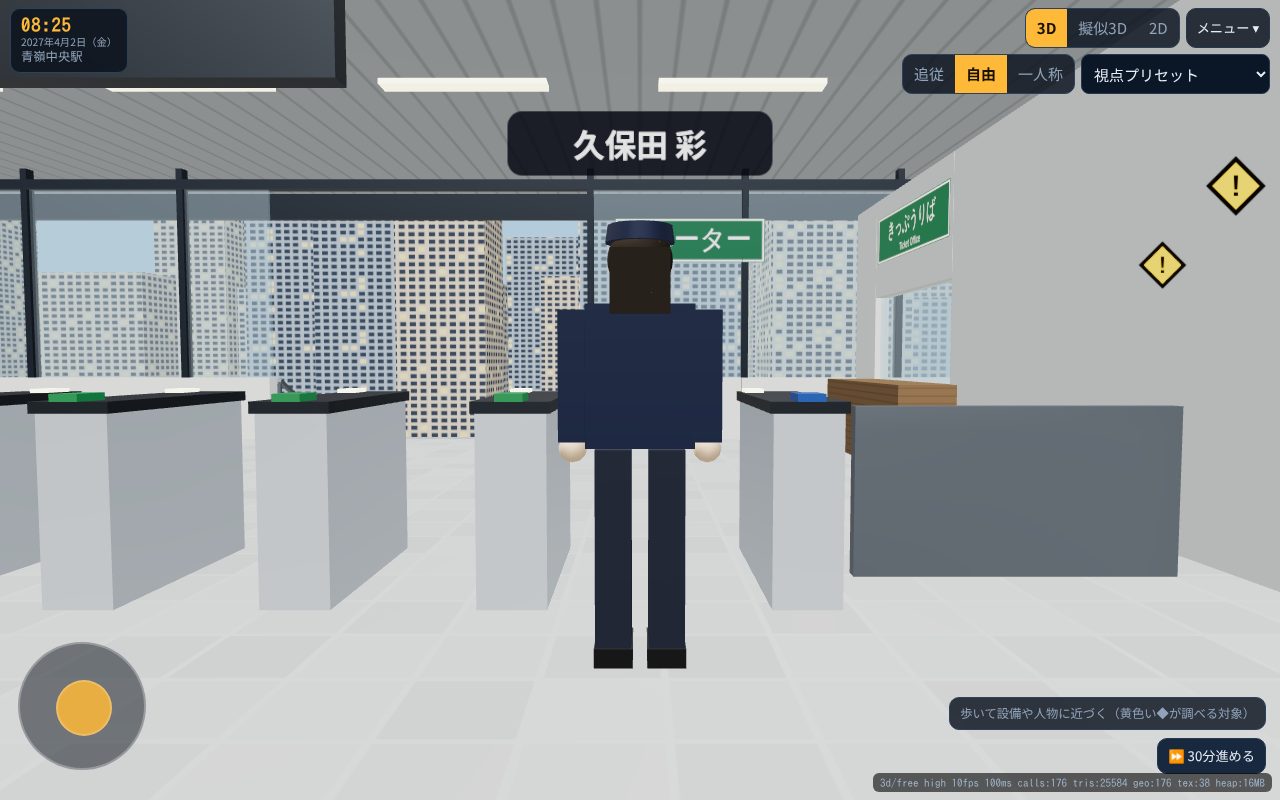 08:25
2027年4月2日（金）
青嶺中央駅
3D 擬似3D 2D
メニュー▾
追従 自由 一人称
視点プリセット
久保田 彩
ーター
きっぷうりば
Ticket Office
!
!
歩いて設備や人物に近づく（黄色い◆が調べる対象）
⏩ 30分進める
3d/free high 10fps 100ms calls:176 tris:25584 geo:176 tex:38 heap:16MB